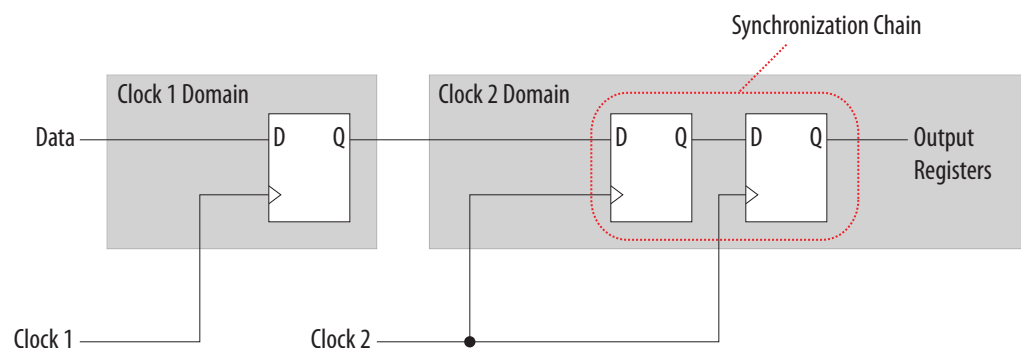 Synchronization Chain
Clock 1 Domain
Clock 2 Domain
Data
D Q
D Q
D Q
Output
Registers
Clock 1
Clock 2